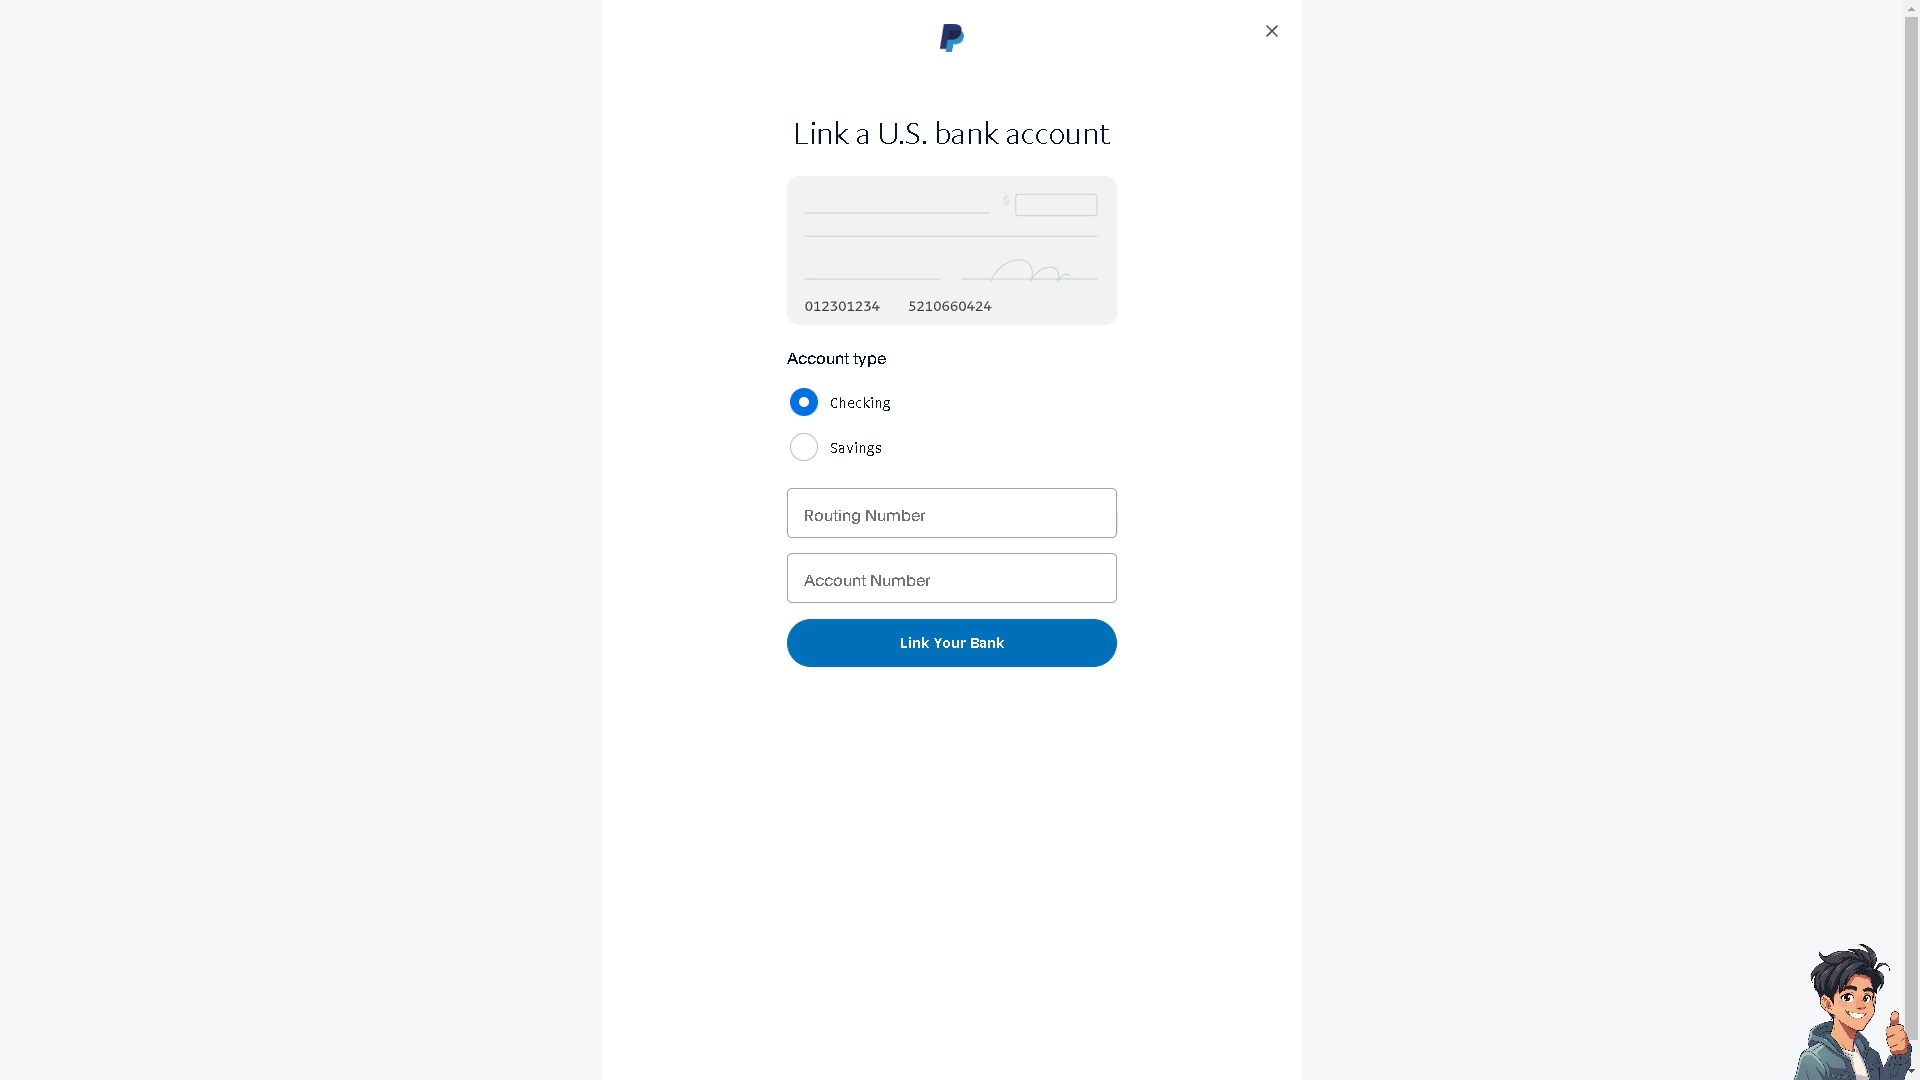 Link a U.S. bank account
$
012301234 5210660424
Account type
Checking
Savings
Routing Number
Account Number
Link Your Bank